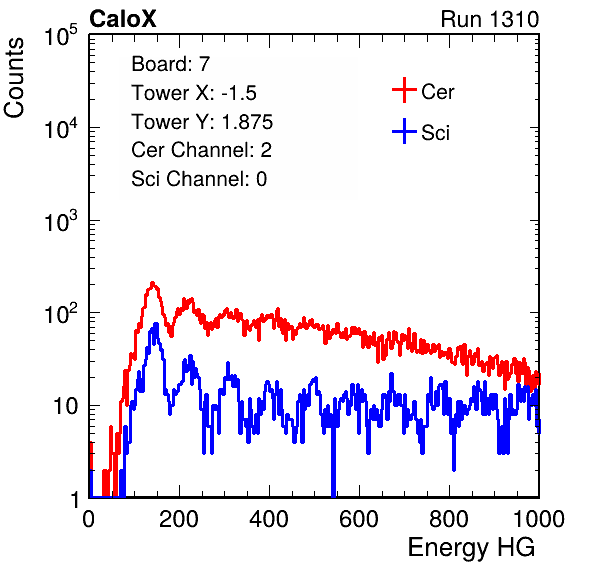 CaloX Run 1310
Counts
10^5
10^4
10^3
10^2
10
1
Board: 7
Tower X: -1.5
Tower Y: 1.875
Cer Channel: 2
Sci Channel: 0
Cer
Sci
0 200 400 600 800 1000
Energy HG